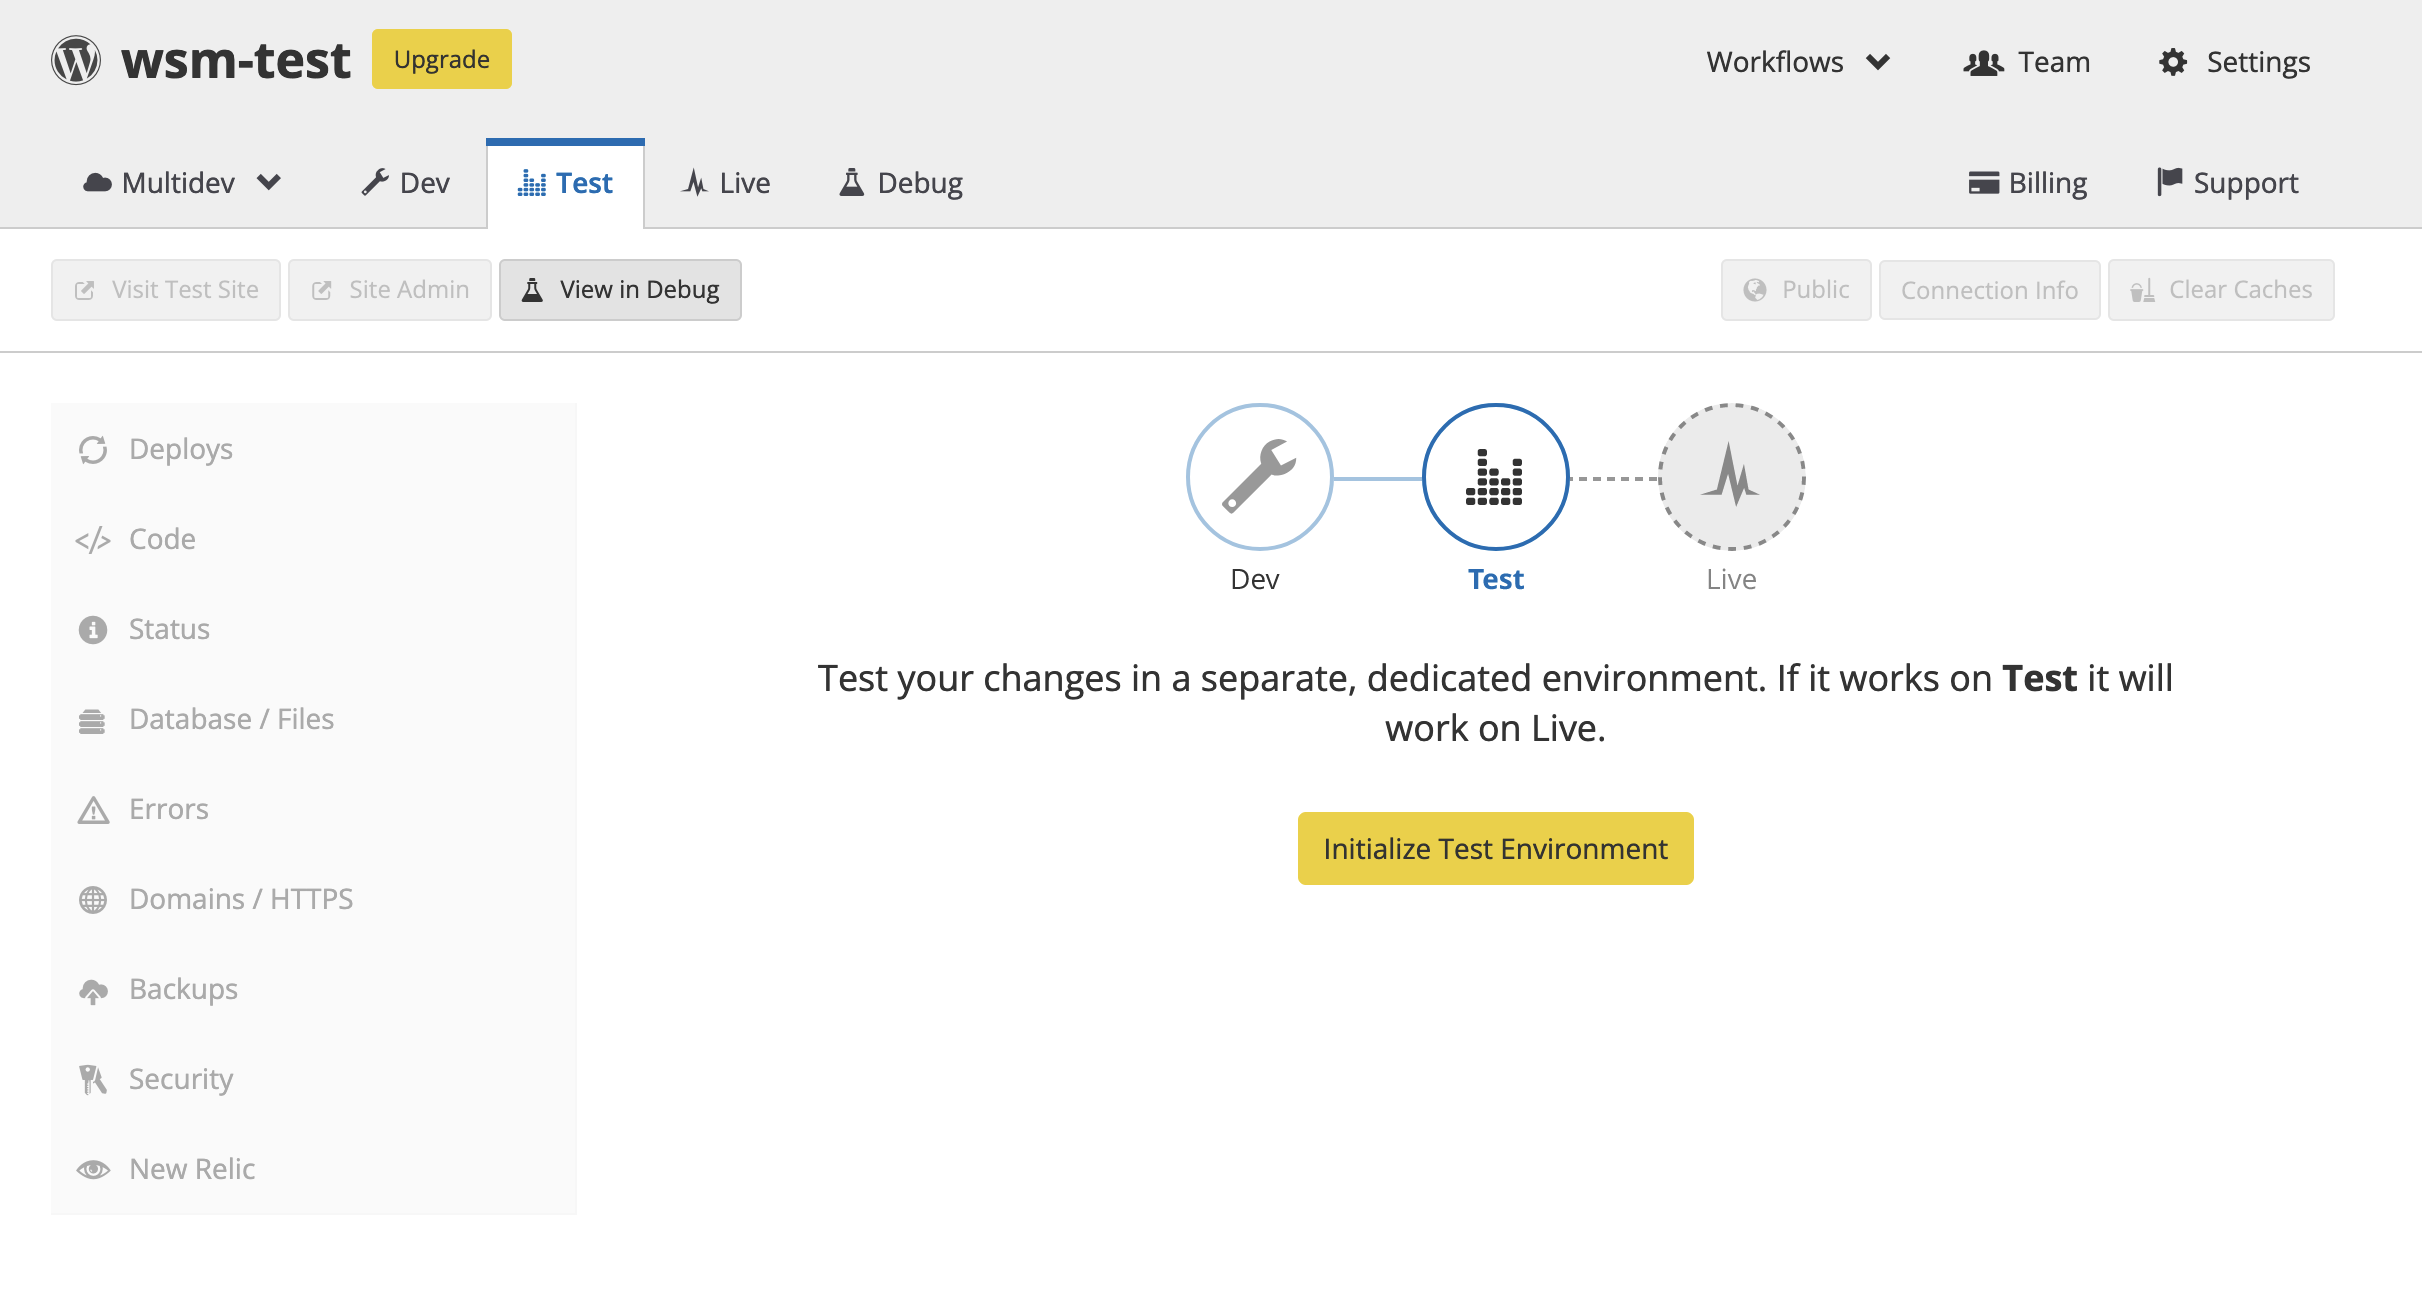 wsm-test
Upgrade
Workflows
Team
Settings
Multidev
Dev
Test
Live
Debug
Billing
Support
Visit Test Site
Site Admin
View in Debug
Public
Connection Info
Clear Caches
Deploys
Code
Status
Database / Files
Errors
Domains / HTTPS
Backups
Security
New Relic
Dev
Test
Live
Test your changes in a separate, dedicated environment. If it works on Test it will
work on Live.
Initialize Test Environment